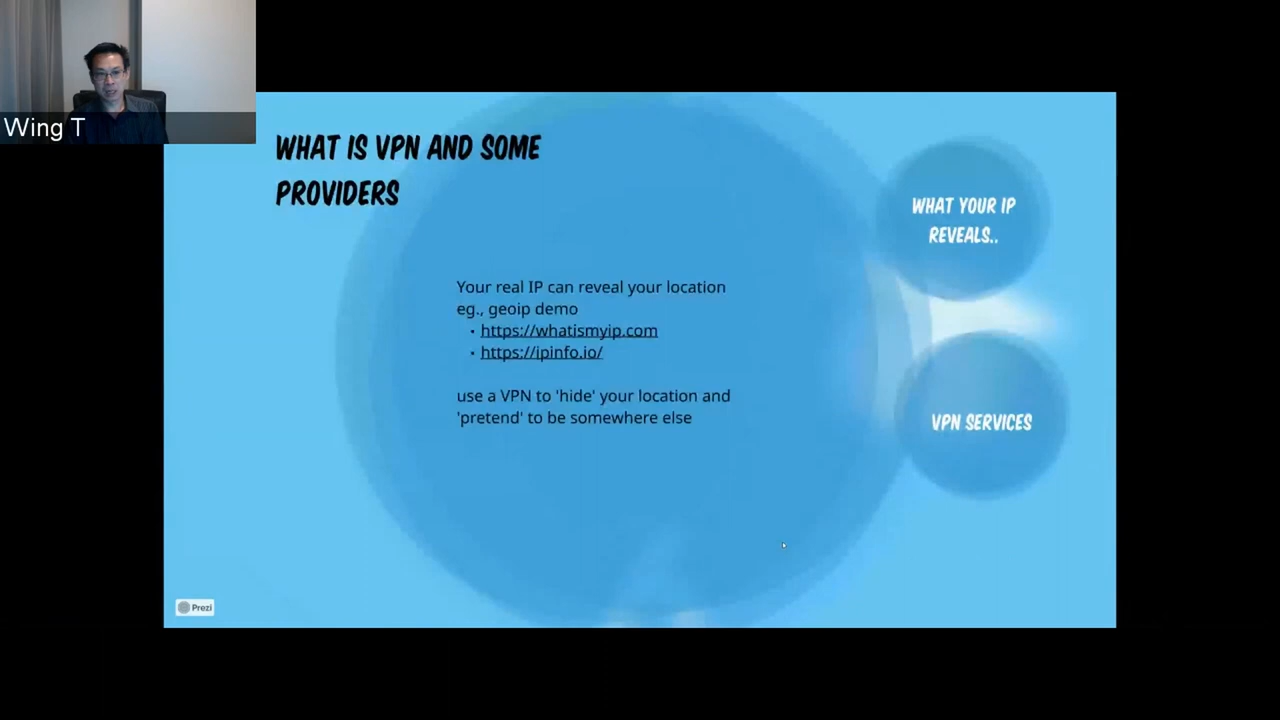 Wing T
WHAT IS VPN AND SOME
PROVIDERS
WHAT YOUR IP
REVEALS..
Your real IP can reveal your location
eg., geoip demo
• https://whatismyip.com
• https://ipinfo.io/
use a VPN to 'hide' your location and
'pretend' to be somewhere else
VPN SERVICES
Prezi